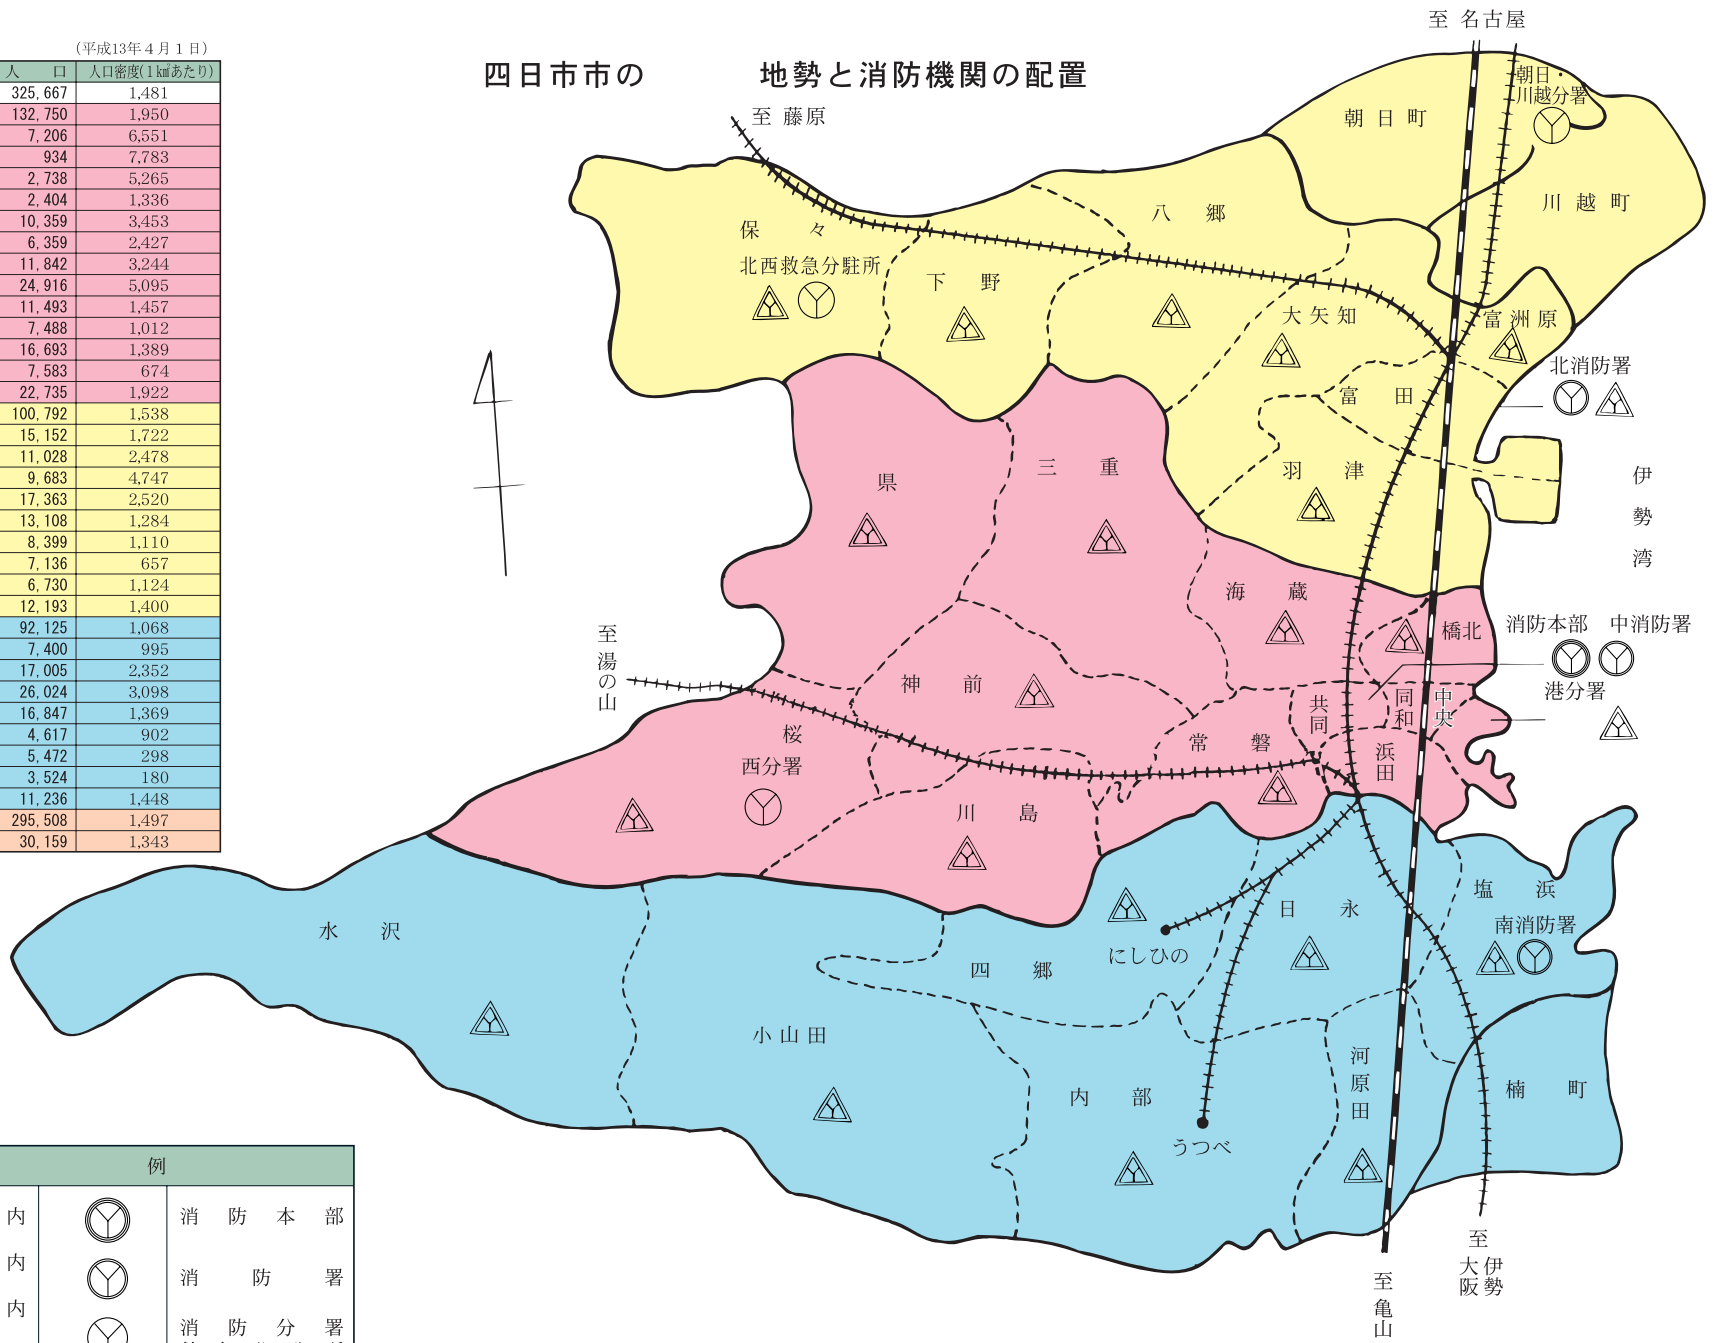 (平成13年4月1日)
人口 人口密度(1㎢あたり)
325,667 1,481
132,750 1,950
7,206 6,551
934 7,783
2,738 5,265
2,404 1,336
10,359 3,453
6,359 2,427
11,842 3,244
24,916 5,095
11,493 1,457
7,488 1,012
16,693 1,389
7,583 674
22,735 1,922
100,792 1,538
15,152 1,722
11,028 2,478
9,683 4,747
17,363 2,520
13,108 1,284
8,399 1,110
7,136 657
6,730 1,124
12,193 1,400
92,125 1,068
7,400 995
17,005 2,352
26,024 3,098
16,847 1,369
4,617 902
5,472 298
3,524 180
11,236 1,448
295,508 1,497
30,159 1,343
四日市市の 地勢と消防機関の配置
至 名古屋
至 藤原
朝日・
川越分署
朝日町
川越町
八郷
保々
北西救急分駐所
下野
大矢知
富洲原
北消防署
富田
羽津
伊勢湾
県
三重
海蔵
橋北
消防本部 中消防署
港分署
至湯の山
神前
共同
同和
中央
桜
西分署
常磐
浜田
川島
塩浜
南消防署
日永
水沢
にしひの
四郷
小山田
内部
河原田
楠町
うつべ
至
伊勢
大阪
至亀山
例
内 消防本部
内 消防署
内 消防分署